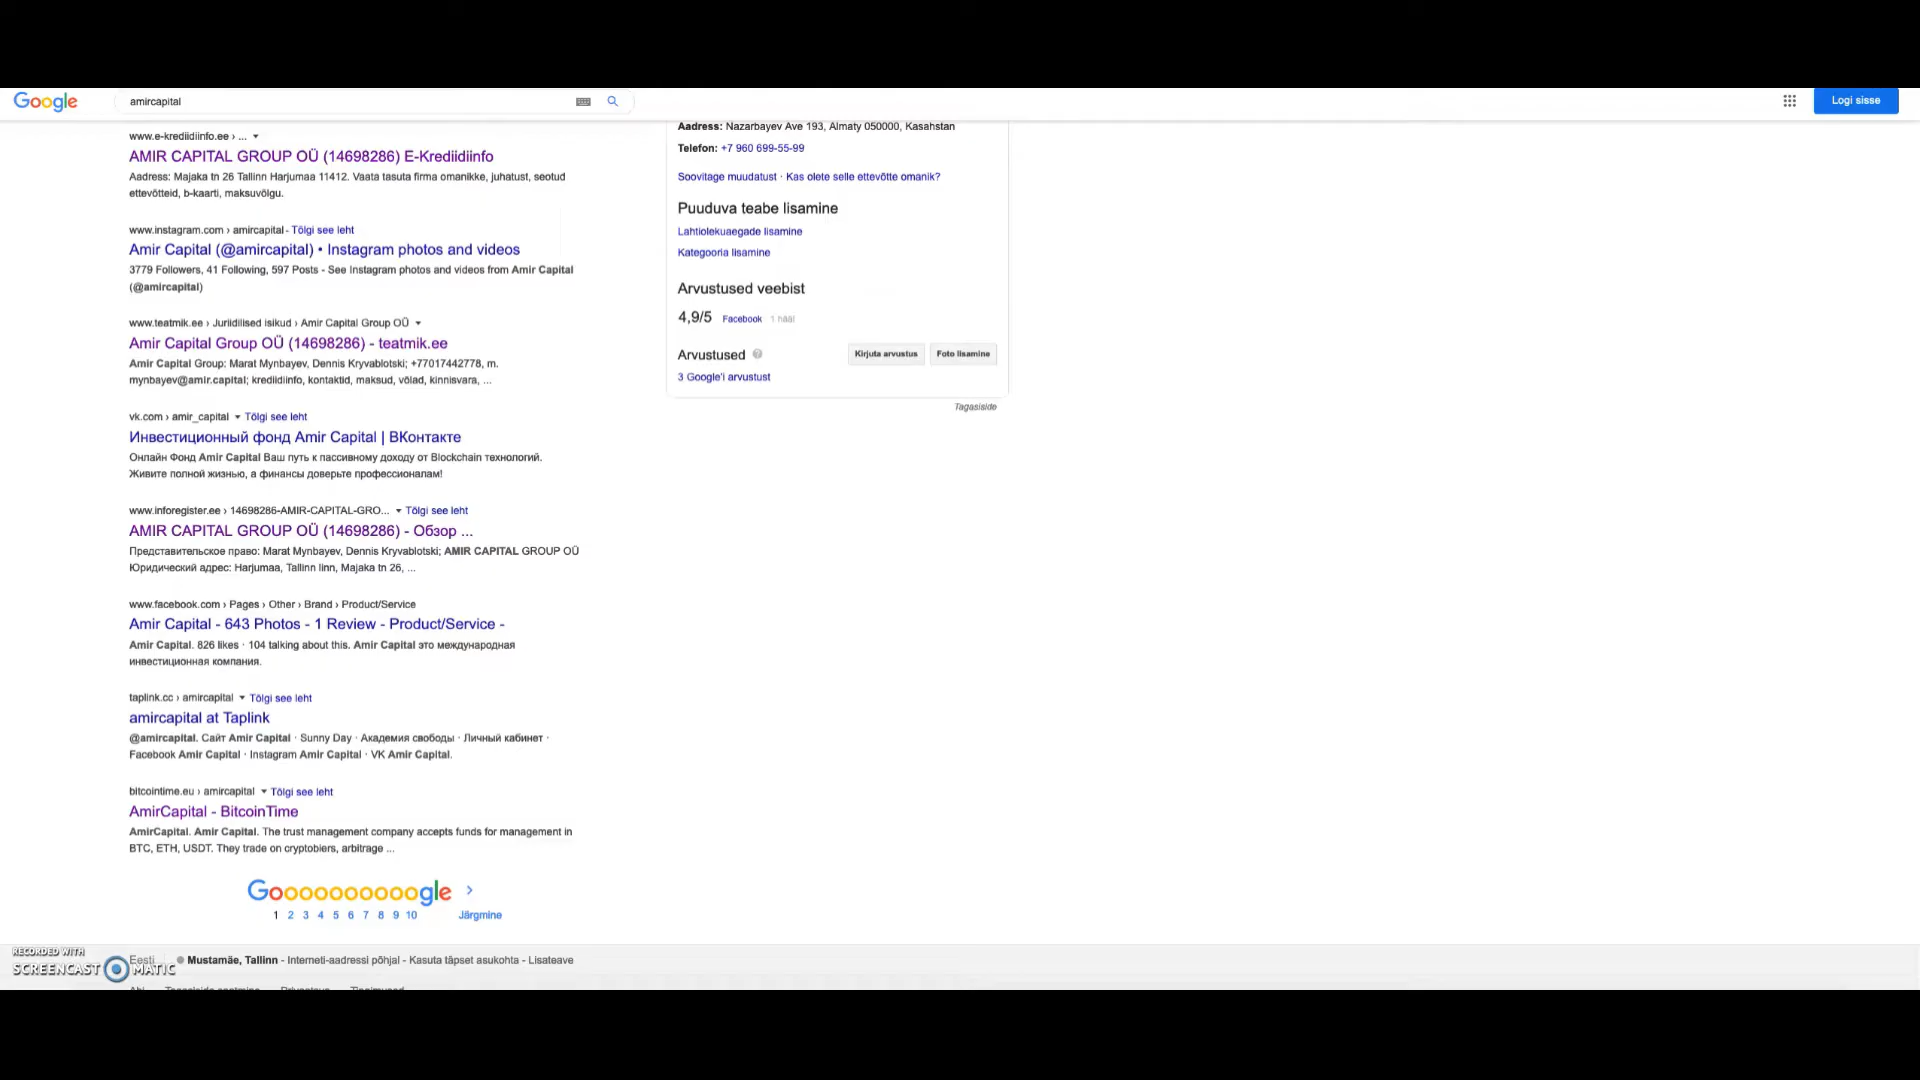 Google
amircapital
Logi sisse
www.e-krediidiinfo.ee › ...
AMIR CAPITAL GROUP OÜ (14698286) E-Krediidiinfo
Aadress: Majaka tn 26 Tallinn Harjumaa 11412. Vaata tasuta firma omanikke, juhatust, seotud
ettevõtteid, b-kaarti, maksuvõlgu.
www.instagram.com › amircapital - Tõlgi see leht
Amir Capital (@amircapital) • Instagram photos and videos
3779 Followers, 41 Following, 597 Posts - See Instagram photos and videos from Amir Capital
(@amircapital)
www.teatmik.ee › Juriidilised isikud › Amir Capital Group OÜ
Amir Capital Group OÜ (14698286) - teatmik.ee
Amir Capital Group: Marat Mynbayev, Dennis Kryvablotski; +77017442778, m.
mynbayev@amir.capital; krediidiinfo, kontaktid, maksud, võlad, kinnisvara, ...
vk.com › amir_capital Tõlgi see leht
Инвестиционный фонд Amir Capital | ВКонтакте
Онлайн Фонд Amir Capital Ваш путь к пассивному доходу от Blockchain технологий.
Живите полной жизнью, а финансы доверьте профессионалам!
www.inforegister.ee › 14698286-AMIR-CAPITAL-GRO... Tõlgi see leht
AMIR CAPITAL GROUP OÜ (14698286) - Обзор ...
Представительское право: Marat Mynbayev, Dennis Kryvablotski; AMIR CAPITAL GROUP OÜ
Юридический адрес: Harjumaa, Tallinn linn, Majaka tn 26, ...
www.facebook.com › Pages › Other › Brand › Product/Service
Amir Capital - 643 Photos - 1 Review - Product/Service -
Amir Capital. 826 likes · 104 talking about this. Amir Capital это международная
инвестиционная компания.
taplink.cc › amircapital Tõlgi see leht
amircapital at Taplink
@amircapital. Сайт Amir Capital · Sunny Day · Академия свободы · Личный кабинет ·
Facebook Amir Capital · Instagram Amir Capital · VK Amir Capital.
bitcointime.eu › amircapital Tõlgi see leht
AmirCapital - BitcoinTime
AmirCapital. Amir Capital. The trust management company accepts funds for management in
BTC, ETH, USDT. They trade on cryptobiers, arbitrage ...
Aadress: Nazarbayev Ave 193, Almaty 050000, Kasahstan
Telefon: +7 960 699-55-99
Soovitage muudatust · Kas olete selle ettevõtte omanik?
Puuduva teabe lisamine
Lahtiolekuaegade lisamine
Kategooria lisamine
Arvustused veebist
4,9/5 Facebook 1 hääl
Arvustused Kirjuta arvustus Foto lisamine
3 Google'i arvustust
Tagasiside
Goooooooooogle >
1 2 3 4 5 6 7 8 9 10 Järgmine
RECORDED WITH
SCREENCAST MATIC
Eesti Mustamäe, Tallinn - Interneti-aadressi põhjal - Kasuta täpset asukohta - Lisateave